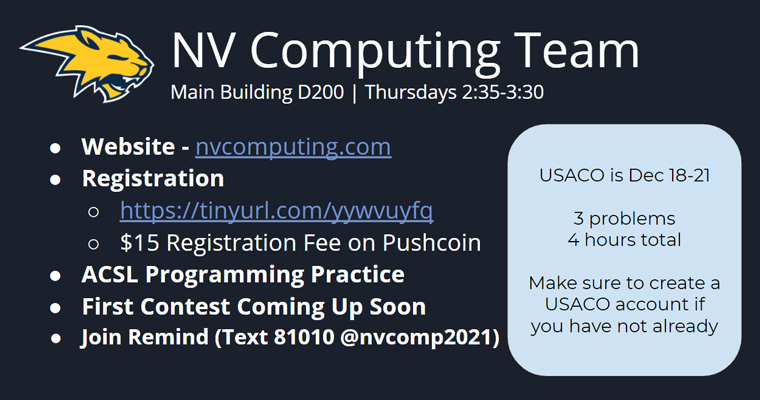 NV Computing Team
Main Building D200 | Thursdays 2:35-3:30
● Website - nvcomputing.com
● Registration
○ https://tinyurl.com/yywvuyfq
○ $15 Registration Fee on Pushcoin
● ACSL Programming Practice
● First Contest Coming Up Soon
● Join Remind (Text 81010 @nvcomp2021)
USACO is Dec 18-21
3 problems
4 hours total
Make sure to create a
USACO account if
you have not already